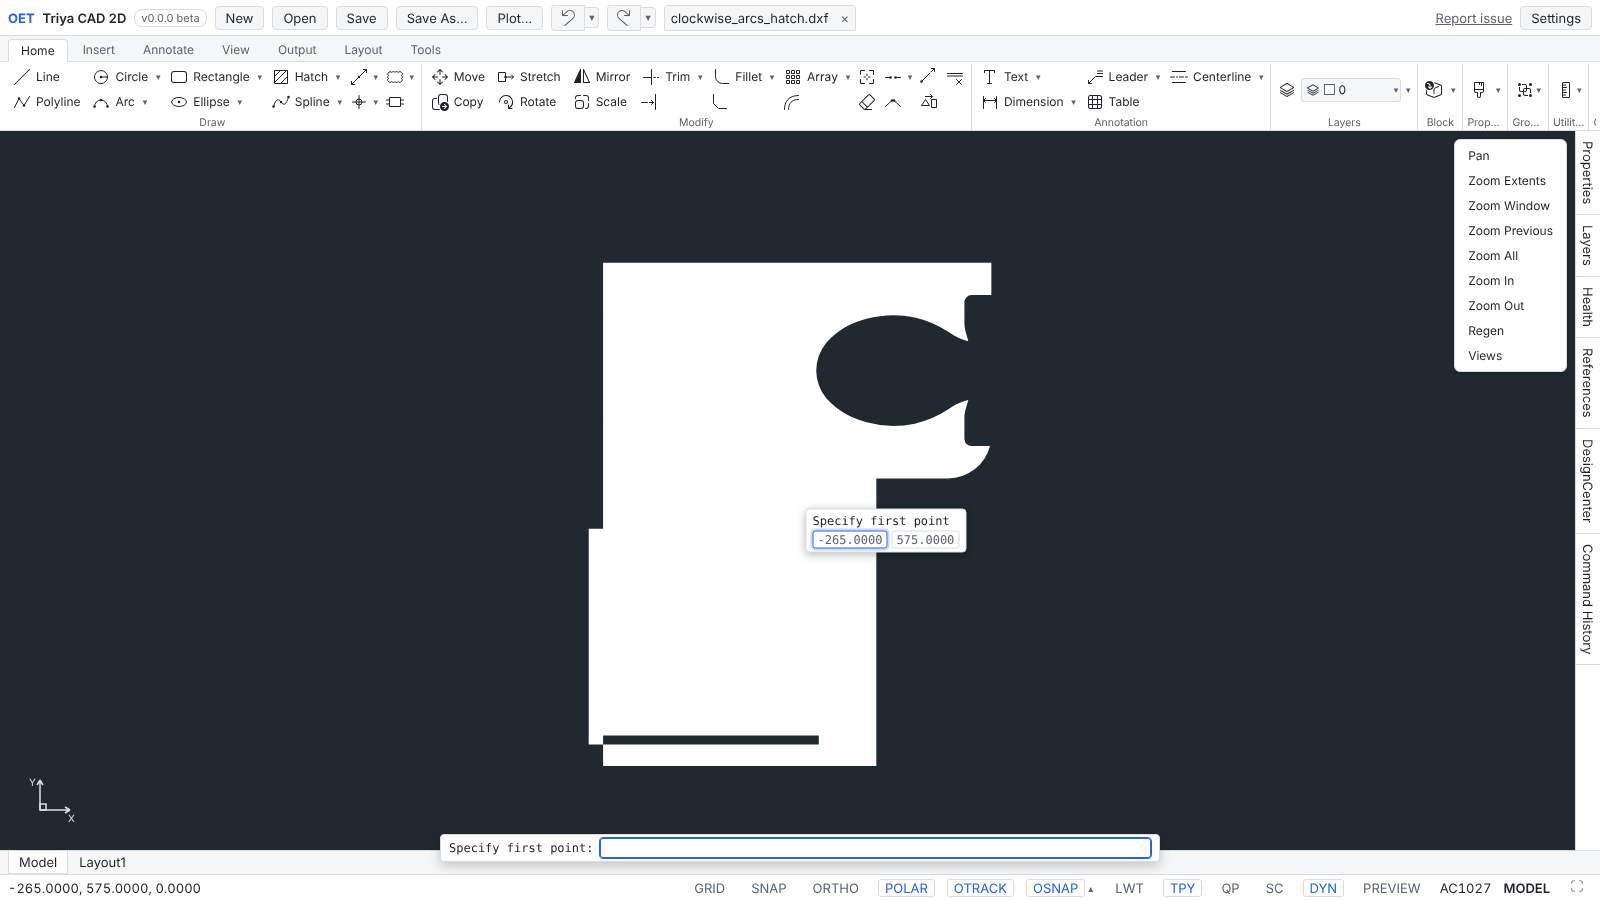 OET Triya CAD 2D v0.0.0 beta New Open Save Save As... Plot... clockwise_arcs_hatch.dxf × Report issue Settings
Home Insert Annotate View Output Layout Tools
Line Circle Rectangle Hatch Move Stretch Mirror Trim Fillet Array Text Leader Centerline
0
Polyline Arc Ellipse Spline Copy Rotate Scale Dimension Table
Draw Modify Annotation Layers Block Prop... Gro... Utilit...
Pan
Zoom Extents
Zoom Window
Zoom Previous
Zoom All
Zoom In
Zoom Out
Regen
Views
Properties
Layers
Health
References
DesignCenter
Command History
Specify first point
-265.0000 575.0000
Y
X
Specify first point:
Model Layout1
-265.0000, 575.0000, 0.0000 GRID SNAP ORTHO POLAR OTRACK OSNAP LWT TPY QP SC DYN PREVIEW AC1027 MODEL